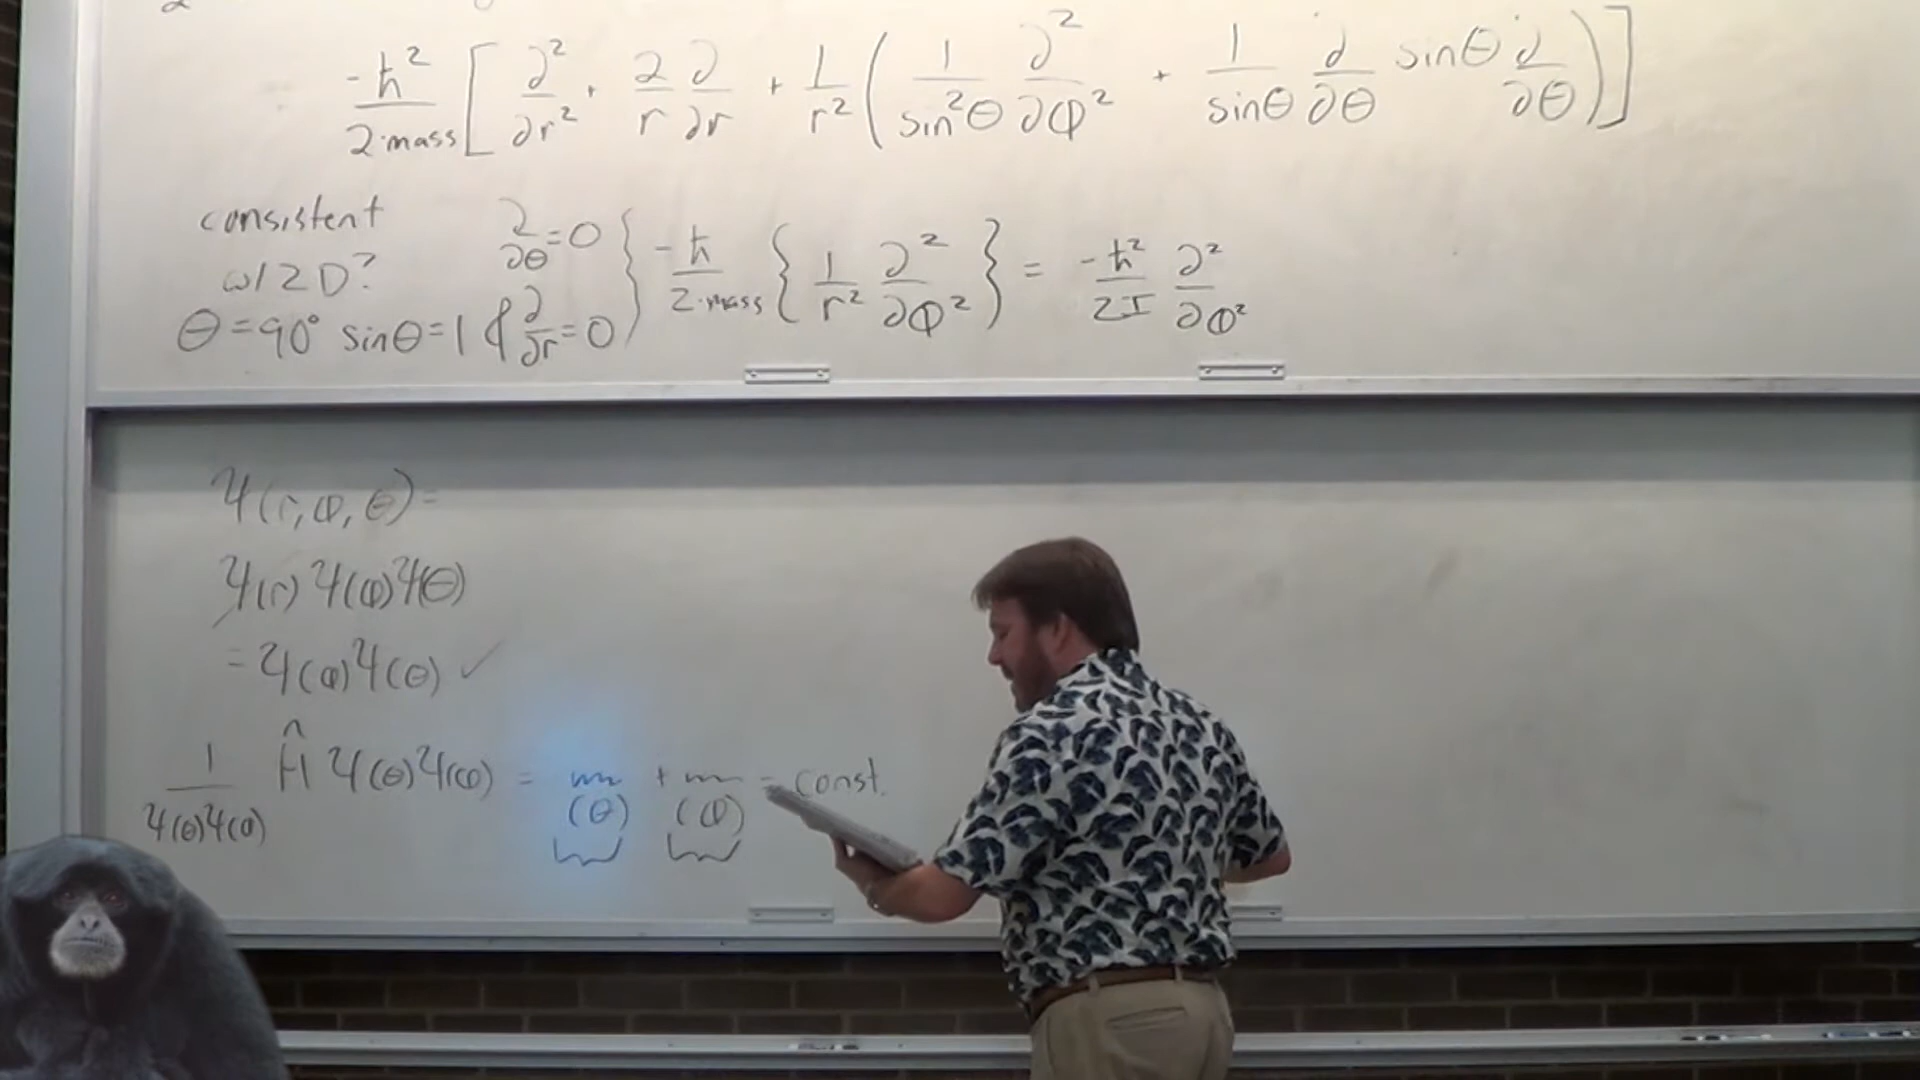 -ħ²/2·mass [ ∂²/∂r² + 2/r ∂/∂r + 1/r² ( 1/sin²θ ∂²/∂φ² + 1/sinθ ∂/∂θ sinθ ∂/∂θ ) ]
consistent ∂/∂θ=0
w/ 2D? } -ħ/2·mass { 1/r² ∂²/∂φ² } = -ħ²/2I ∂²/∂φ²
θ=90° sinθ=1 & ∂/∂r=0
Ψ(r,φ,θ)=
Ψ(r)Ψ(φ)Ψ(θ)
=Ψ(φ)Ψ(θ) ✓
1/Ψ(θ)Ψ(φ) Ĥ Ψ(θ)Ψ(φ) = (θ) + (φ) = const.